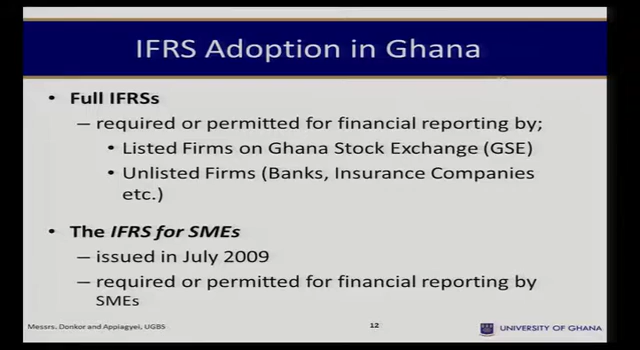 IFRS Adoption in Ghana
• Full IFRSs
– required or permitted for financial reporting by;
• Listed Firms on Ghana Stock Exchange (GSE)
• Unlisted Firms (Banks, Insurance Companies
etc.)
• The IFRS for SMEs
– issued in July 2009
– required or permitted for financial reporting by
SMEs
Messrs, Donkor and Appiagyei, UGBS
12
UNIVERSITY OF GHANA